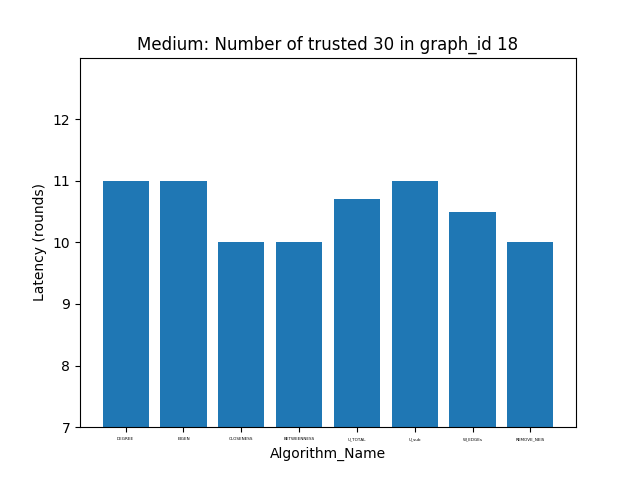 Medium: Number of trusted 30 in graph_id 18
Latency (rounds)
12
11
10
9
8
7
DEGREE EIGEN CLOSENESS BETWEENNESS U_TOTAL U_sub W_EDGEs REMOVE_NEIS
Algorithm_Name